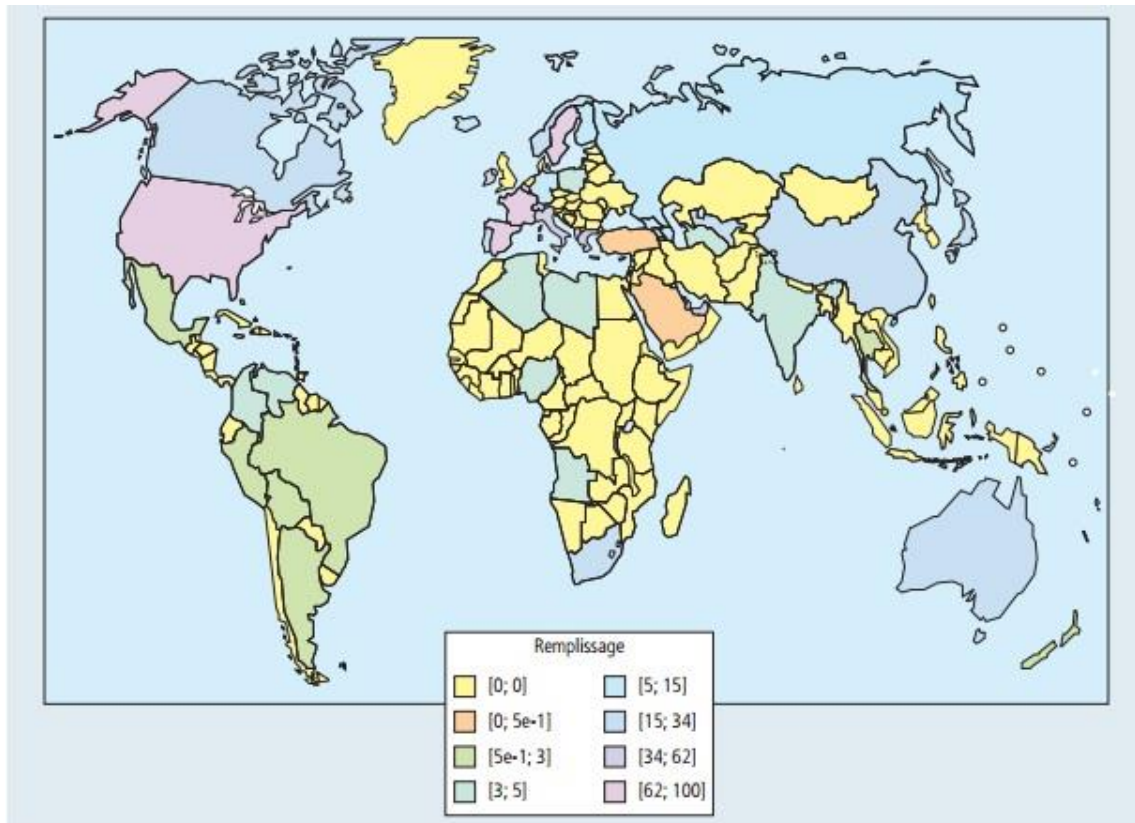 Remplissage
[0; 0]
[0; 5e-1]
[5e-1; 3]
[3; 5]
[5; 15]
[15; 34]
[34; 62]
[62; 100]